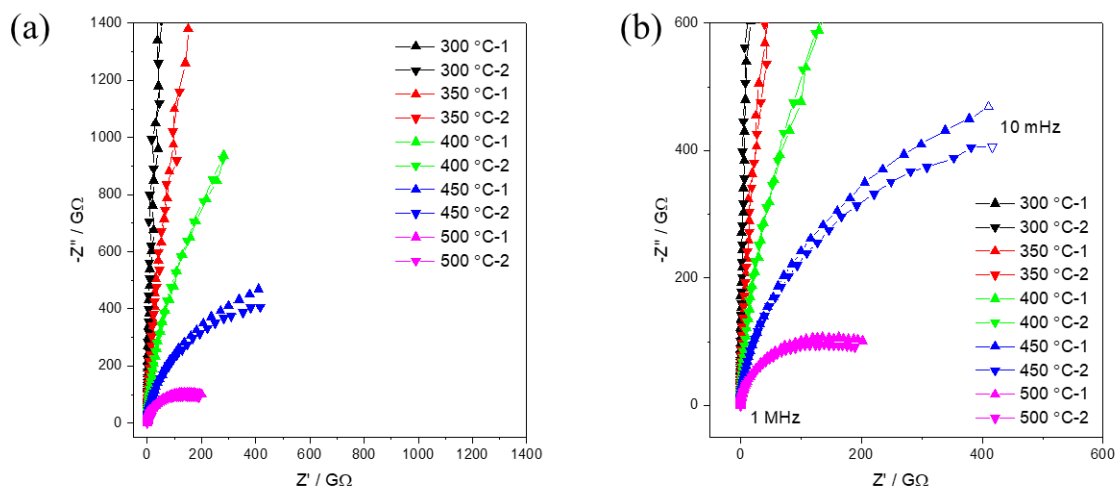 (a)
1400
1200
1000
800
600
400
200
0
-Z" / GΩ
0 200 400 600 800 1000 1200 1400
Z' / GΩ
300 °C-1
300 °C-2
350 °C-1
350 °C-2
400 °C-1
400 °C-2
450 °C-1
450 °C-2
500 °C-1
500 °C-2
(b)
600
400
200
0
-Z" / GΩ
0 200 400 600
Z' / GΩ
10 mHz
1 MHz
300 °C-1
300 °C-2
350 °C-1
350 °C-2
400 °C-1
400 °C-2
450 °C-1
450 °C-2
500 °C-1
500 °C-2